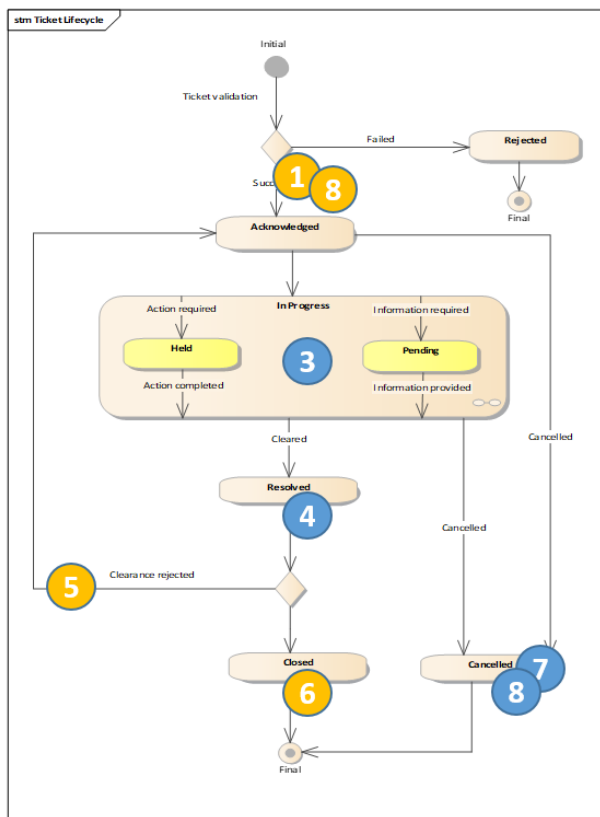 stm Ticket Lifecycle
Initial
Ticket validation
Failed
Rejected
1
8
Succ
Final
Acknowledged
In Progress
Action required
Information required
Held
3
Pending
Action completed
Information provided
Cleared
Cancelled
Resolved
4
Cancelled
5
Clearance rejected
Closed
Cancelled
7
6
8
Final